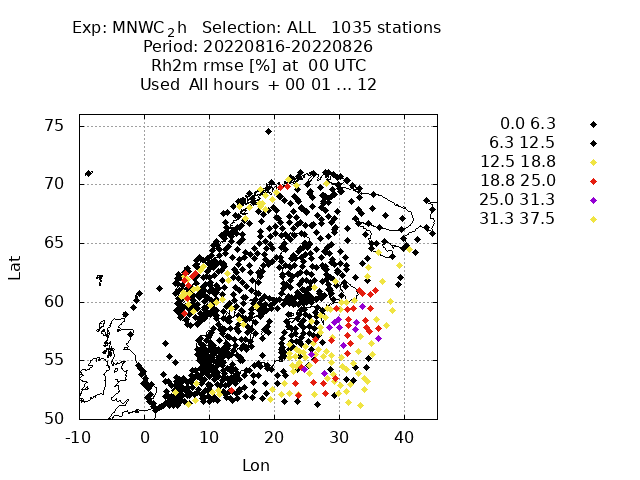 Exp: MNWC_2h Selection: ALL 1035 stations
Period: 20220816-20220826
Rh2m rmse [%] at 00 UTC
Used All hours + 00 01 ... 12
0.0 6.3
6.3 12.5
12.5 18.8
18.8 25.0
25.0 31.3
31.3 37.5
75
70
65
60
55
50
Lat
-10 0 10 20 30 40
Lon